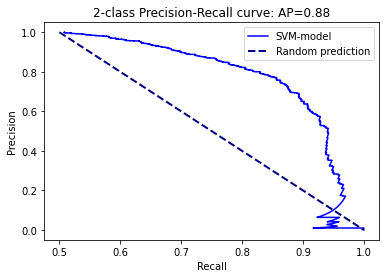 2-class Precision-Recall curve: AP=0.88
SVM-model
Random prediction
Precision
1.0
0.8
0.6
0.4
0.2
0.0
0.5
0.6
0.7
0.8
0.9
1.0
Recall